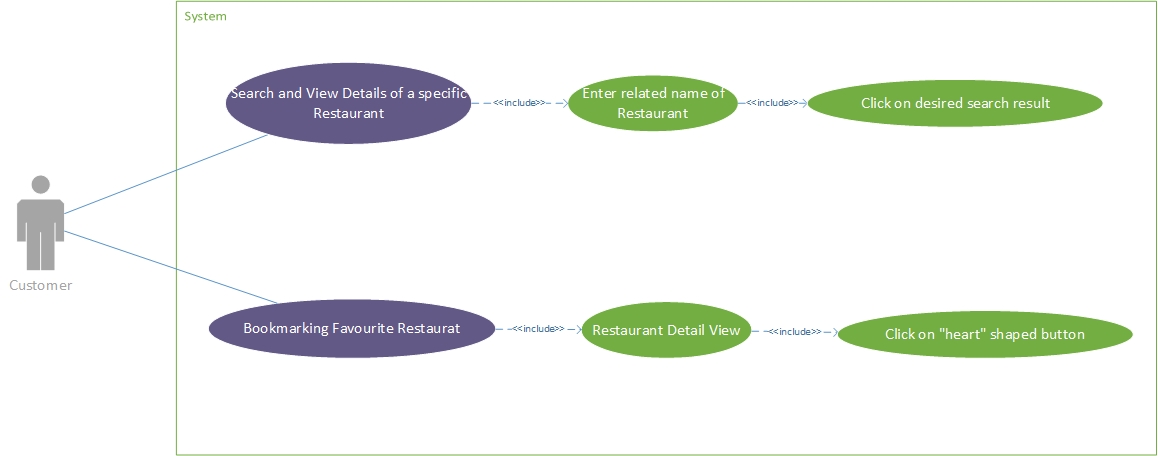 System
Search and View Details of a specific
Restaurant
<<include>>
Enter related name of
Restaurant
<<include>>
Click on desired search result
Customer
Bookmarking Favourite Restaurat
<<include>>
Restaurant Detail View
<<include>>
Click on "heart" shaped button